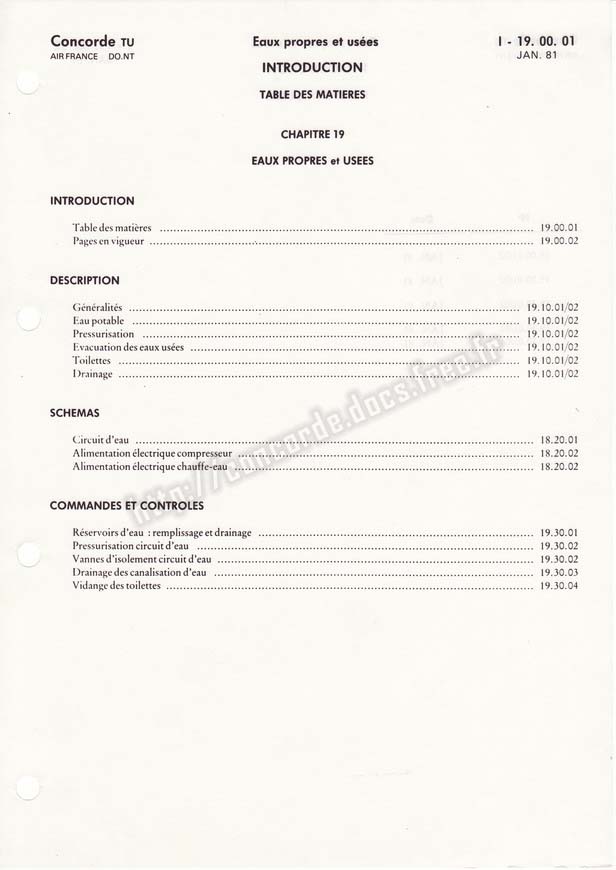 Concorde TU Eaux propres et usées I - 19. 00. 01
AIR FRANCE DO.NT INTRODUCTION JAN. 81
TABLE DES MATIERES
CHAPITRE 19
EAUX PROPRES et USEES
INTRODUCTION
Table des matières 19.00.01
Pages en vigueur 19.00.02
DESCRIPTION
Généralités 19.10.01/02
Eau potable 19.10.01/02
Pressurisation 19.10.01/02
Evacuation des eaux usées 19.10.01/02
Toilettes 19.10.01/02
Drainage 19.10.01/02
SCHEMAS
Circuit d'eau 18.20.01
Alimentation électrique compresseur 18.20.02
Alimentation électrique chauffe-eau 18.20.02
COMMANDES ET CONTROLES
Réservoirs d'eau : remplissage et drainage 19.30.01
Pressurisation circuit d'eau 19.30.02
Vannes d'isolement circuit d'eau 19.30.02
Drainage des canalisation d'eau 19.30.03
Vidange des toilettes 19.30.04
http://concorde.docs.free.fr